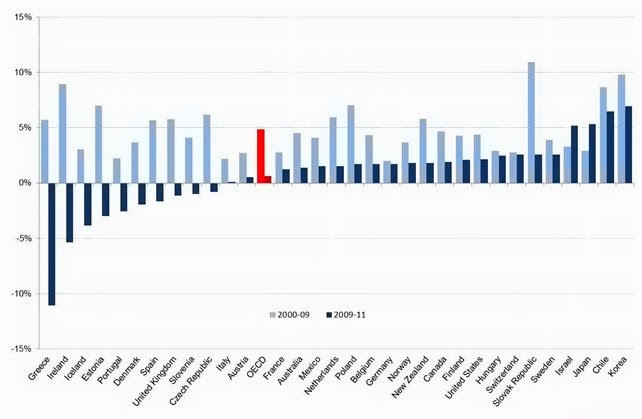 15%
10%
5%
0%
-5%
-10%
-15%
2000-09 2009-11
Greece
Ireland
Iceland
Estonia
Portugal
Denmark
Spain
United Kingdom
Slovenia
Czech Republic
Italy
Austria
OECD
France
Australia
Mexico
Netherlands
Poland
Belgium
Germany
Norway
New Zealand
Canada
Finland
United States
Hungary
Switzerland
Slovak Republic
Sweden
Israel
Japan
Chile
Korea